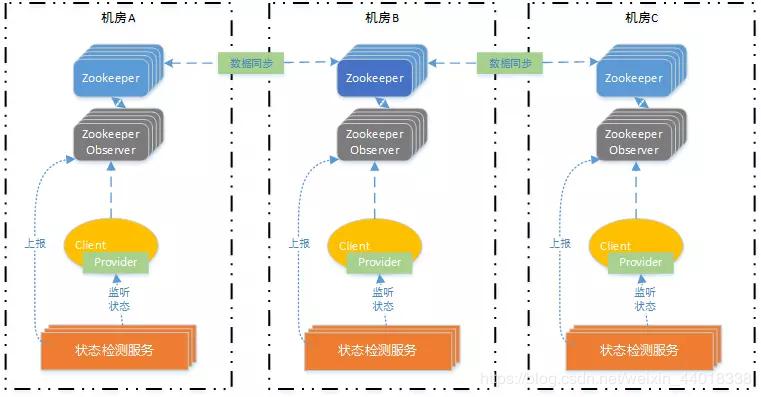 机房A
机房B
机房C
Zookeeper
数据同步
Zookeeper
数据同步
Zookeeper
Zookeeper
Observer
Zookeeper
Observer
Zookeeper
Observer
上报
Client
Provider
上报
Client
Provider
上报
Client
Provider
监听
状态
监听
状态
监听
状态
状态检测服务
状态检测服务
状态检测服务
https://blog.csdn.net/weixin_44018338